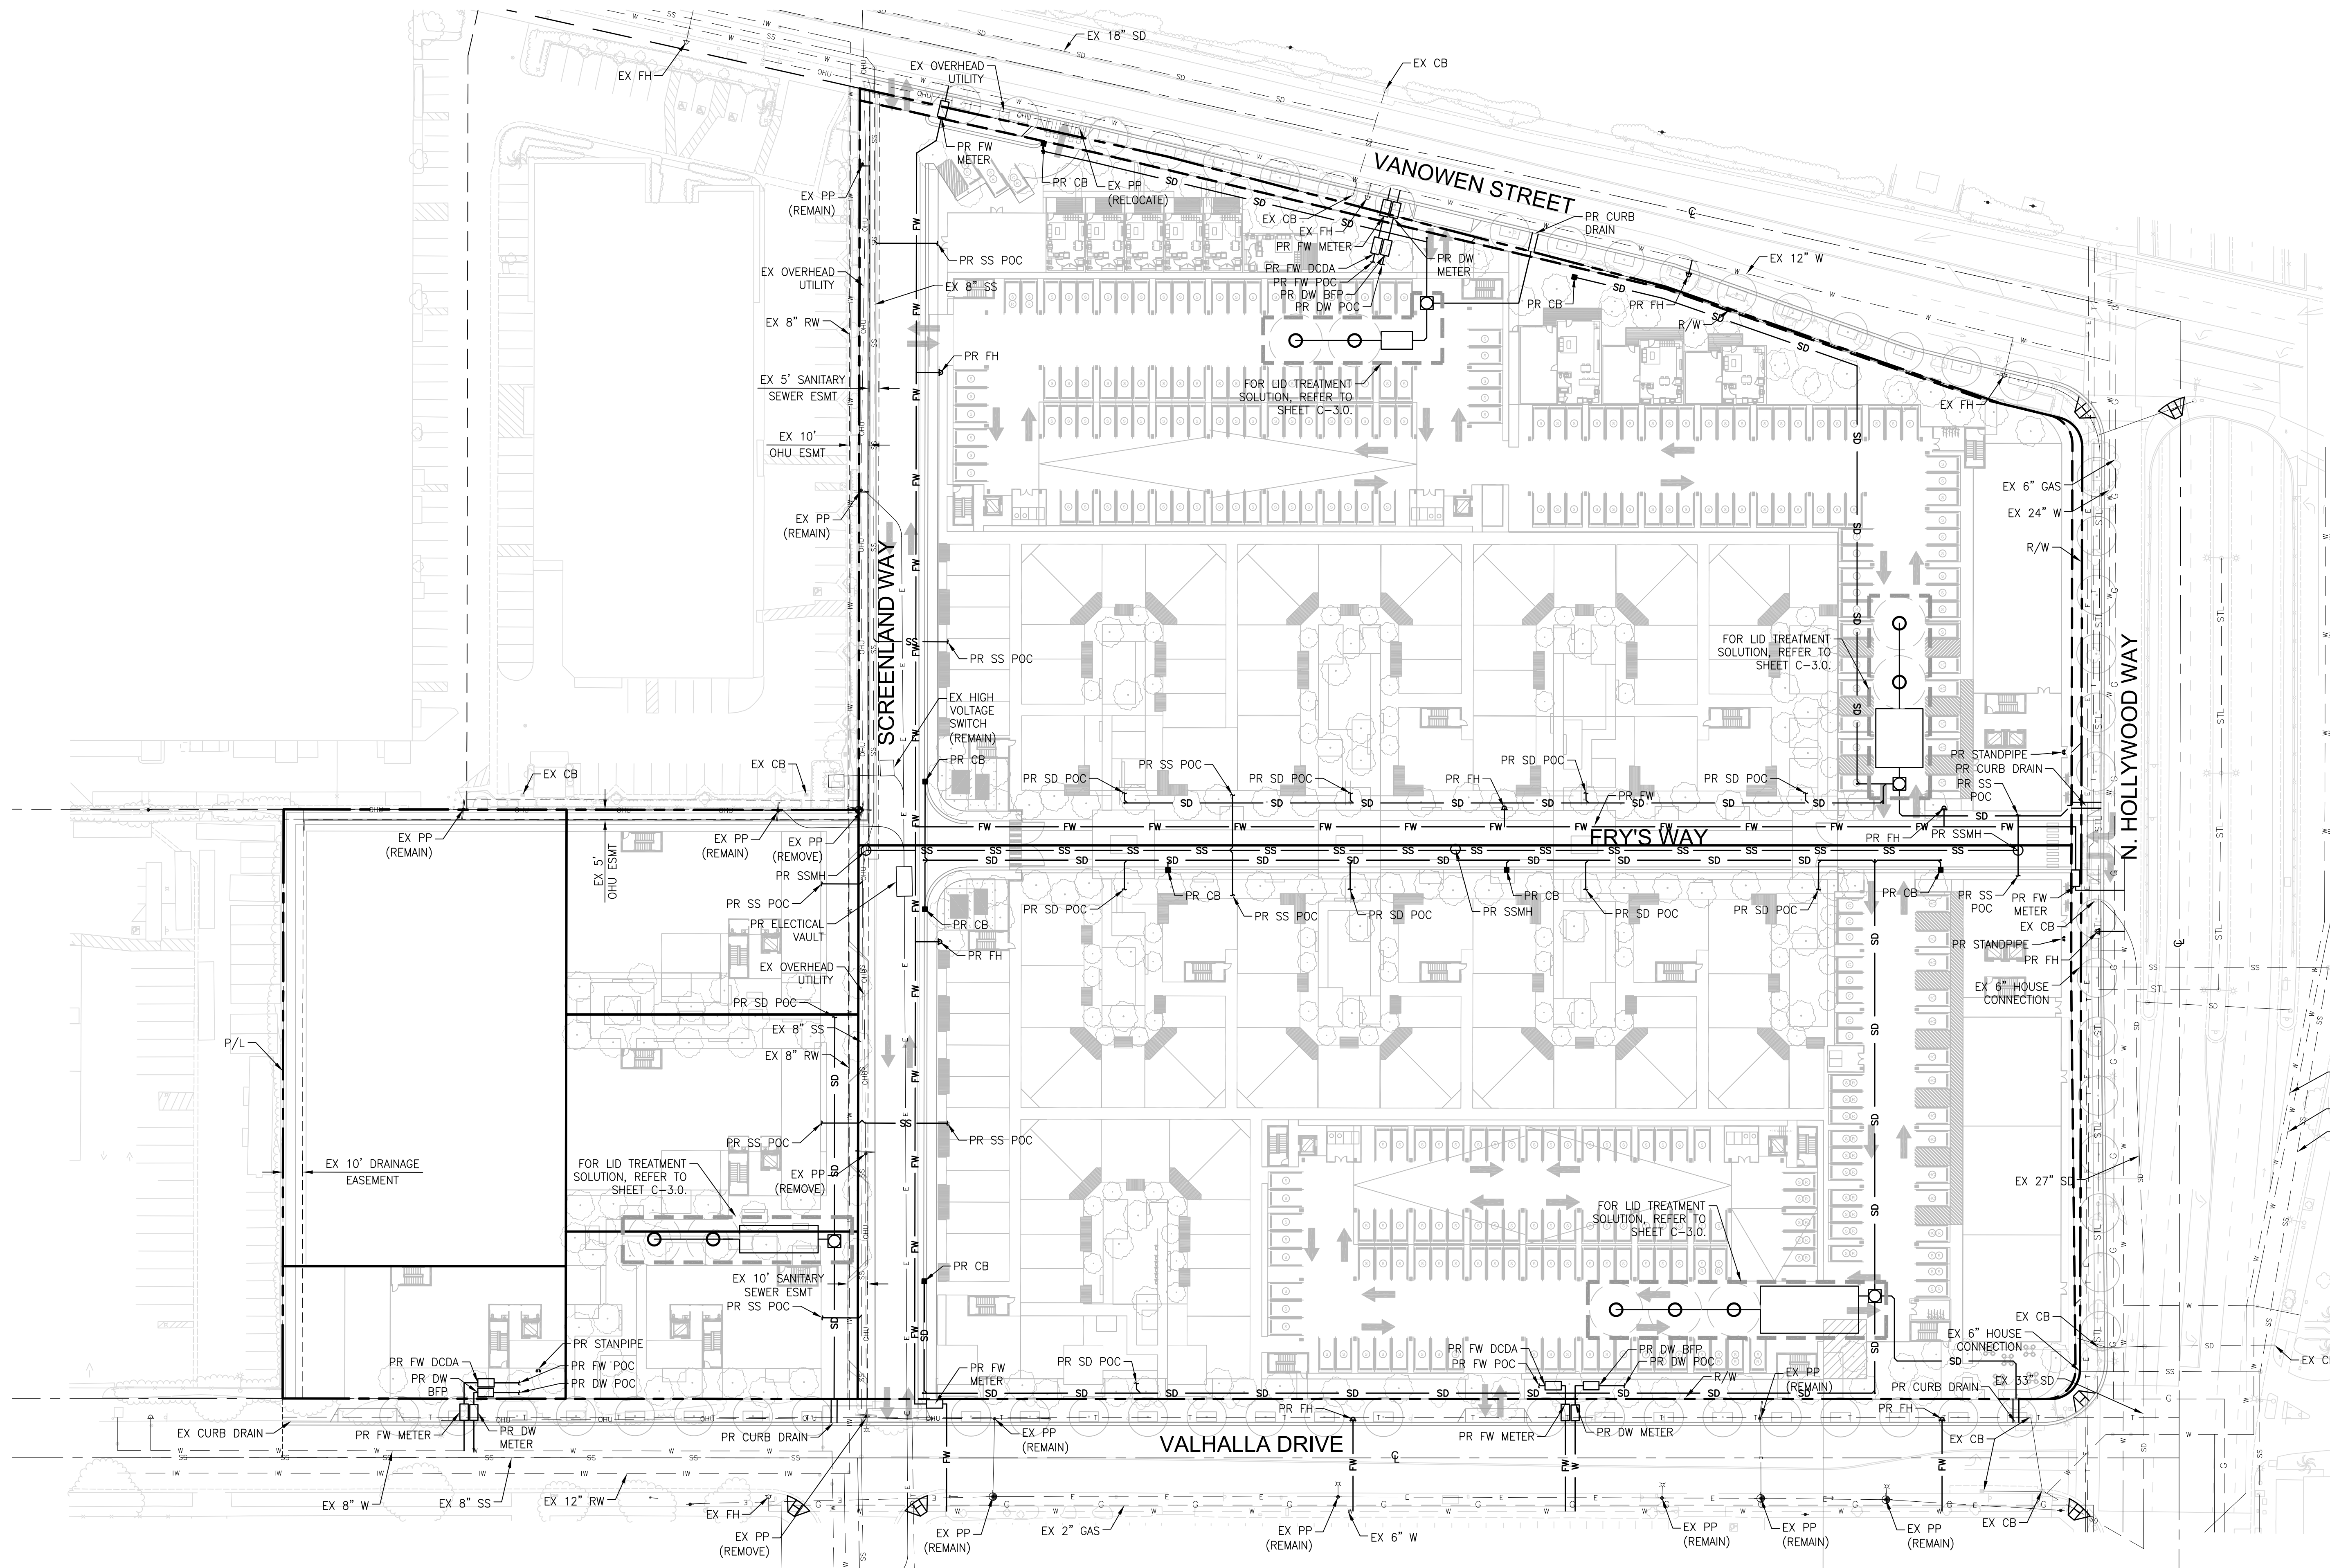 EX 18" SD
EX FH
EX OVERHEAD
UTILITY
EX CB
VANOWEN STREET
PR FW
METER
PR CB
EX PP
(RELOCATE)
EX PP
(REMAIN)
EX CB
EX FH
PR FW METER
PR FW DCDA
PR FW POC
PR DW BFP
PR DW POC
PR DW
METER
PR CURB
DRAIN
EX 12" W
PR CB
PR FH
R/W
PR SS POC
EX OVERHEAD
UTILITY
EX 8" SS
EX 8" RW
PR FH
EX 5' SANITARY
SEWER ESMT
EX 10'
OHU ESMT
FOR LID TREATMENT
SOLUTION, REFER TO
SHEET C-3.0.
EX FH
EX 6" GAS
EX 24" W
R/W
EX PP
(REMAIN)
SCREENLAND WAY
N. HOLLYWOOD WAY
PR SS POC
FOR LID TREATMENT
SOLUTION, REFER TO
SHEET C-3.0.
EX HIGH
VOLTAGE
SWITCH
(REMAIN)
PR CB
EX CB
EX CB
PR SD POC
PR SS POC
PR SD POC
PR FH
PR SD POC
PR FW
PR SD POC
PR STANDPIPE
PR CURB DRAIN
PR SS
POC
PR FH
PR SSMH
EX PP
(REMAIN)
EX 5'
OHU ESMT
EX PP
(REMAIN)
EX PP
(REMOVE)
FRY'S WAY
PR SSMH
PR SS POC
PR ELECTICAL
VAULT
PR CB
PR FH
PR SD POC
PR CB
PR SS POC
PR SD POC
PR SSMH
PR CB
PR SD POC
PR SD POC
PR CB
PR SS
POC
PR FW
METER
EX CB
PR STANDPIPE
PR FH
EX 6" HOUSE
CONNECTION
EX OVERHEAD
UTILITY
PR SD POC
EX 8" SS
EX 8" RW
P/L
PR SS POC
PR SS POC
EX PP
(REMOVE)
EX 10' DRAINAGE
EASEMENT
FOR LID TREATMENT
SOLUTION, REFER TO
SHEET C-3.0.
EX 27" SD
FOR LID TREATMENT
SOLUTION, REFER TO
SHEET C-3.0.
EX 10' SANITARY
SEWER ESMT
PR SS POC
PR CB
EX CB
EX 6" HOUSE
CONNECTION
EX 33" SD
PR STANPIPE
PR FW DCDA
PR DW
BFP
PR FW POC
PR DW POC
PR FW
METER
PR SD POC
PR FW DCDA
PR FW POC
PR DW BFP
PR DW POC
R/W
EX PP
(REMAIN)
PR CURB DRAIN
EX CURB DRAIN
PR FW METER
PR DW
METER
PR CURB DRAIN
EX PP
(REMAIN)
PR FH
PR FW METER
PR DW METER
PR FH
EX CB
VALHALLA DRIVE
EX 8" W
EX 8" SS
EX 12" RW
EX FH
EX PP
(REMOVE)
EX PP
(REMAIN)
EX 2" GAS
EX PP
(REMAIN)
EX 6" W
EX PP
(REMAIN)
EX PP
(REMAIN)
EX PP
(REMAIN)
EX CB